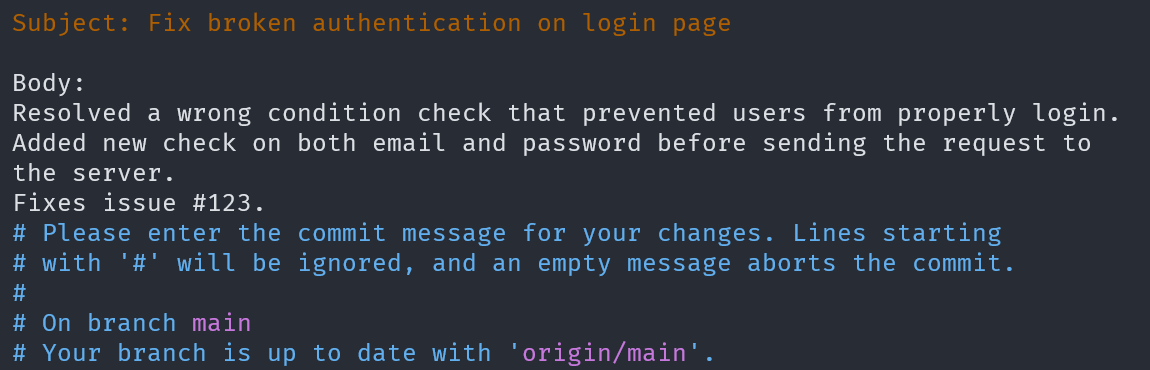 Subject: Fix broken authentication on login page
Body:
Resolved a wrong condition check that prevented users from properly login.
Added new check on both email and password before sending the request to
the server.
Fixes issue #123.
# Please enter the commit message for your changes. Lines starting
# with '#' will be ignored, and an empty message aborts the commit.
#
# On branch main
# Your branch is up to date with 'origin/main'.